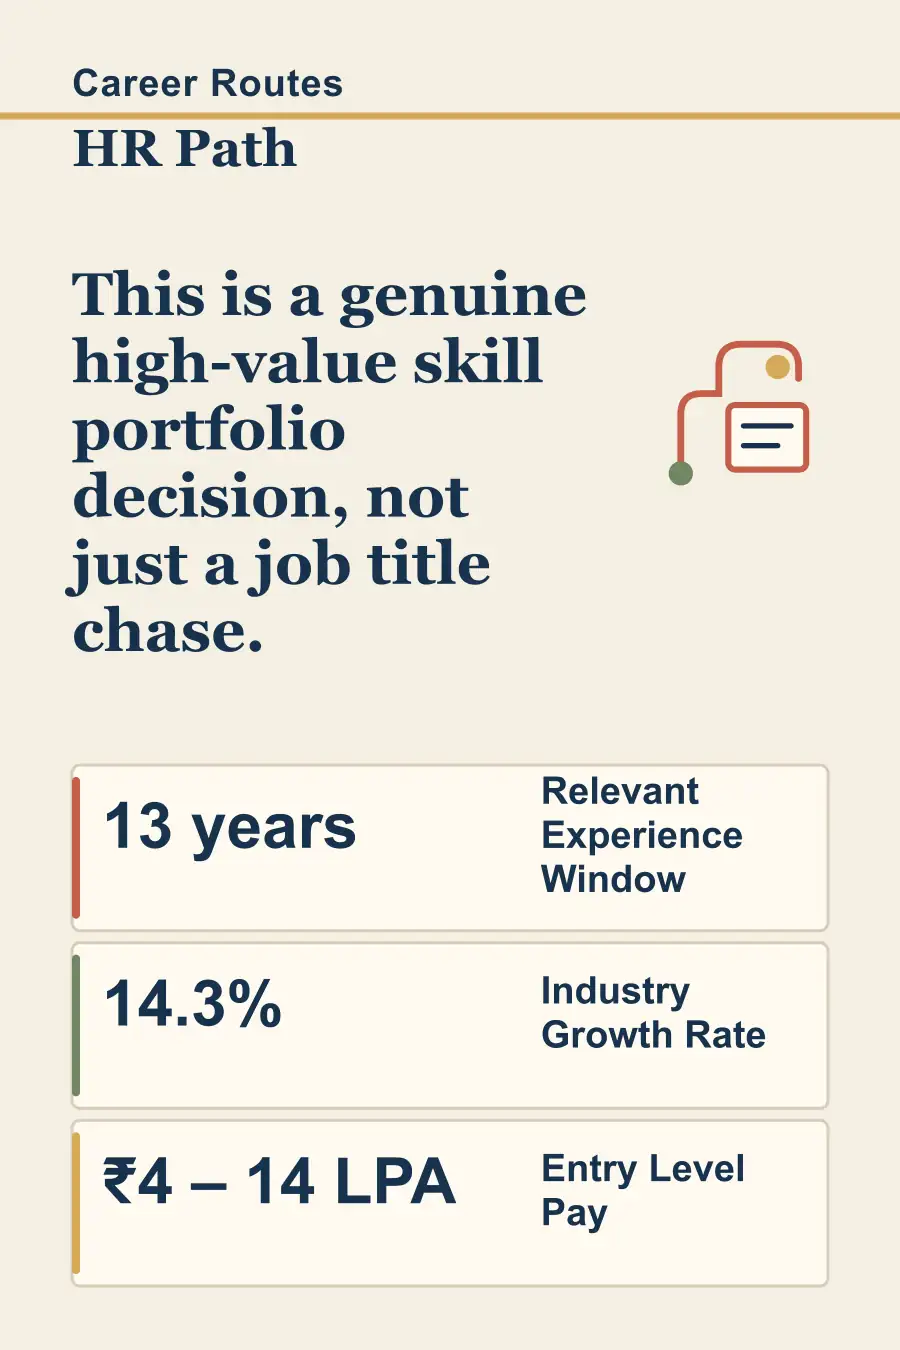 Career Routes
HR Path
This is a genuine
high-value skill
portfolio
decision, not
just a job title
chase.
13 years
Relevant
Experience
Window
14.3%
Industry
Growth Rate
₹4 – 14 LPA
Entry Level
Pay